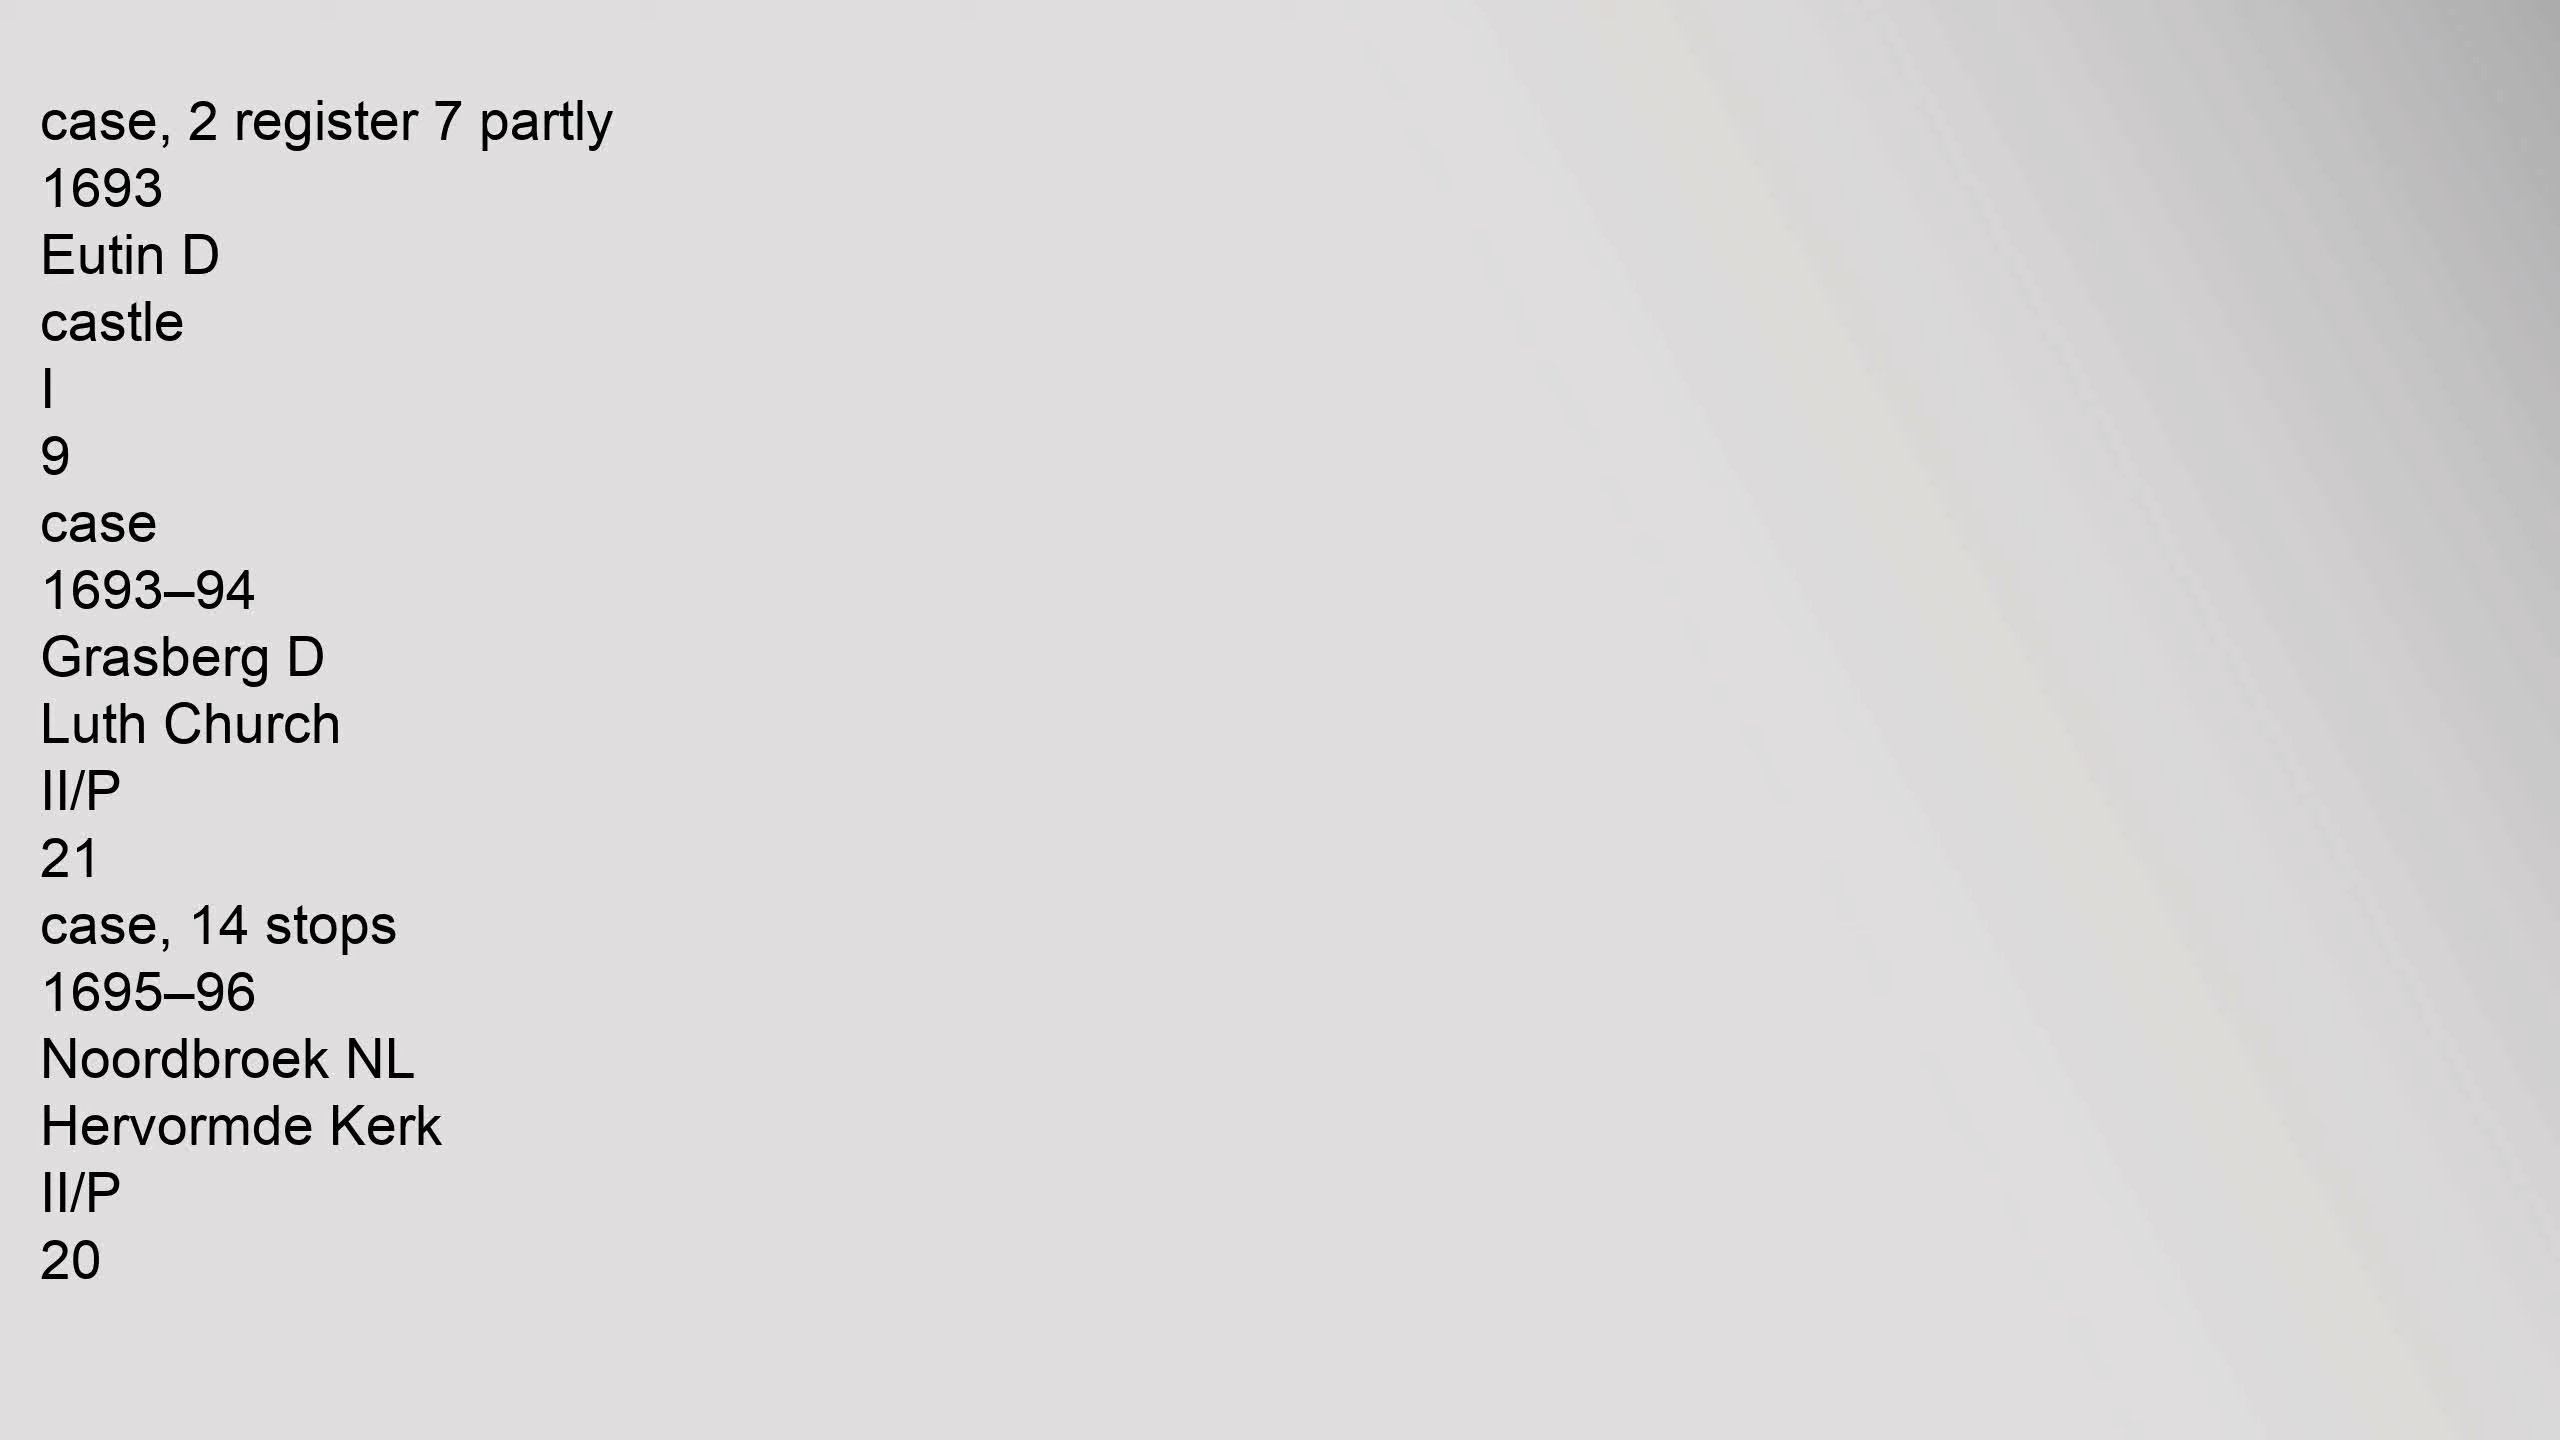 case, 2 register 7 partly
1693
Eutin D
castle
I
9
case
1693–94
Grasberg D
Luth Church
II/P
21
case, 14 stops
1695–96
Noordbroek NL
Hervormde Kerk
II/P
20